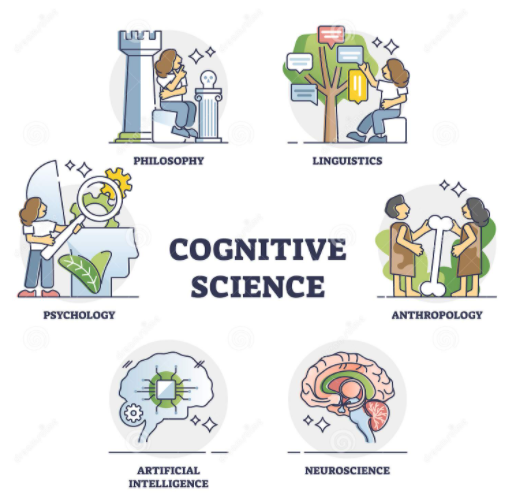 PHILOSOPHY
LINGUISTICS
COGNITIVE
SCIENCE
PSYCHOLOGY
ANTHROPOLOGY
ARTIFICIAL
INTELLIGENCE
NEUROSCIENCE